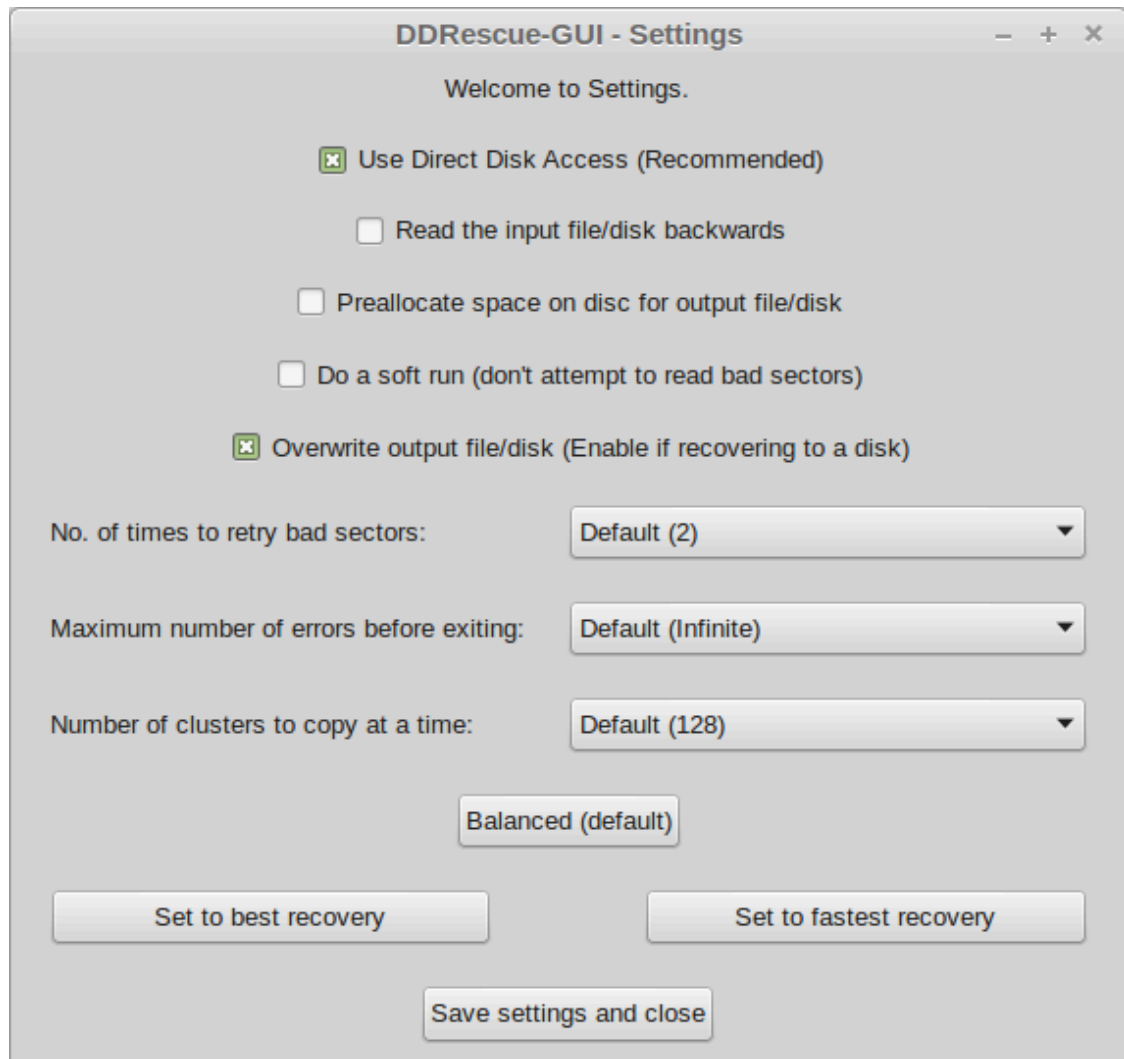 DDRescue-GUI - Settings
Welcome to Settings.
Use Direct Disk Access (Recommended)
Read the input file/disk backwards
Preallocate space on disc for output file/disk
Do a soft run (don't attempt to read bad sectors)
Overwrite output file/disk (Enable if recovering to a disk)
No. of times to retry bad sectors: Default (2)
Maximum number of errors before exiting: Default (Infinite)
Number of clusters to copy at a time: Default (128)
Balanced (default)
Set to best recovery Set to fastest recovery
Save settings and close